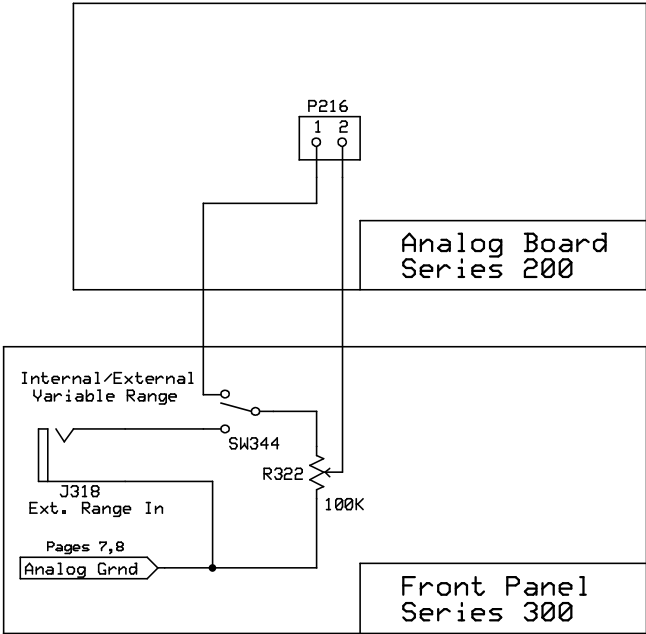 P216
1 2
Analog Board
Series 200
Internal/External
Variable Range
SW344
R322
100K
J318
Ext. Range In
Pages 7,8
Analog Grnd
Front Panel
Series 300